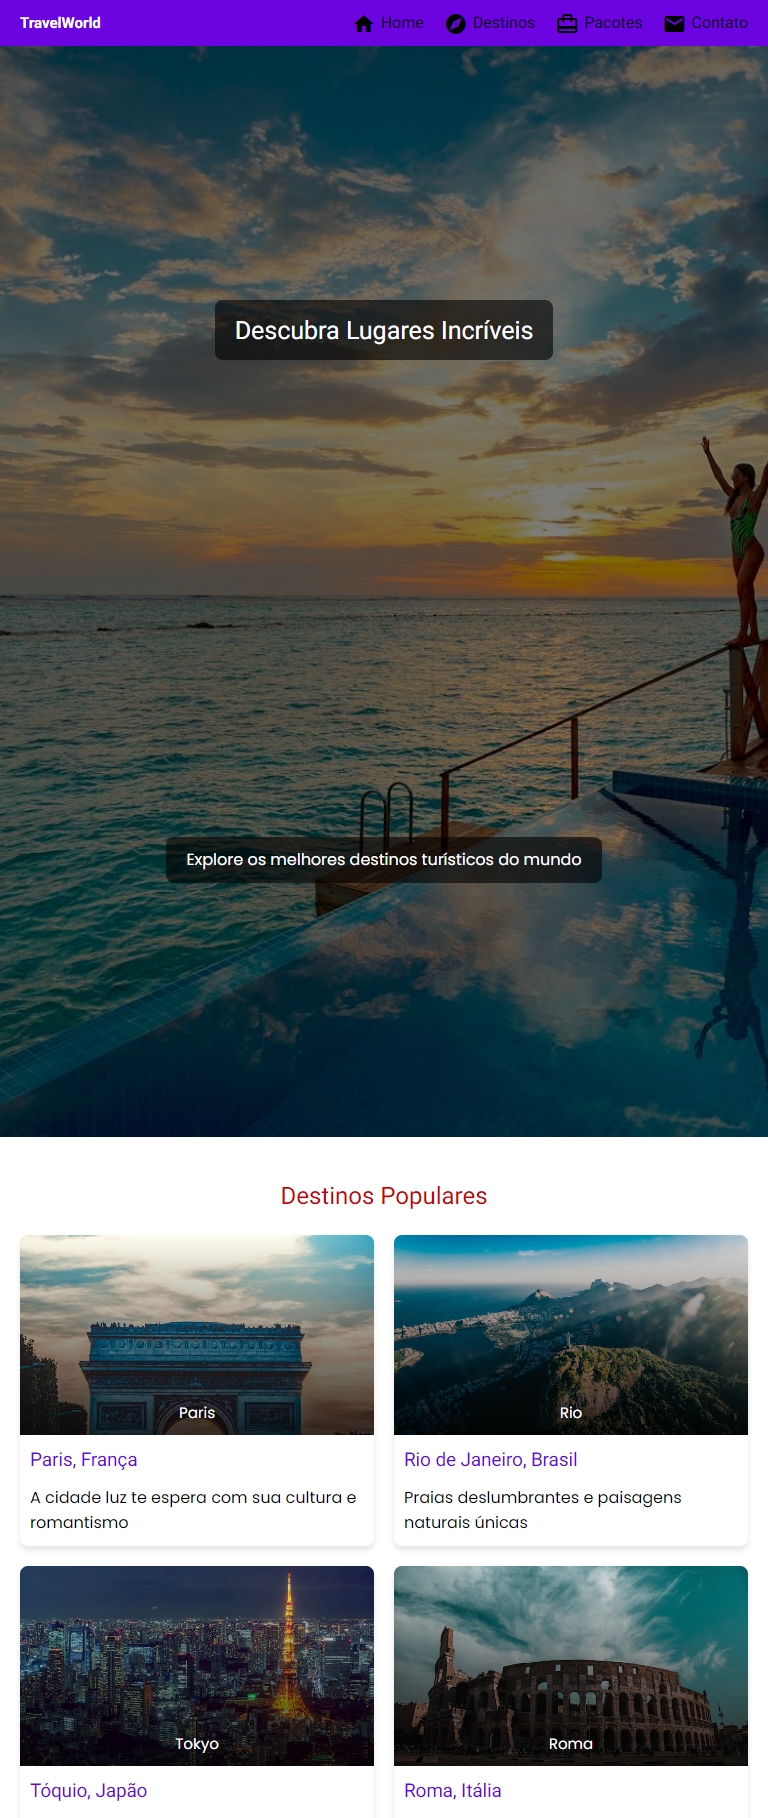 TravelWorld
Home Destinos Pacotes Contato
Descubra Lugares Incríveis
Explore os melhores destinos turísticos do mundo
Destinos Populares
Paris
Paris, França
A cidade luz te espera com sua cultura e
romantismo
Rio
Rio de Janeiro, Brasil
Praias deslumbrantes e paisagens
naturais únicas
Tokyo
Tóquio, Japão
Roma
Roma, Itália